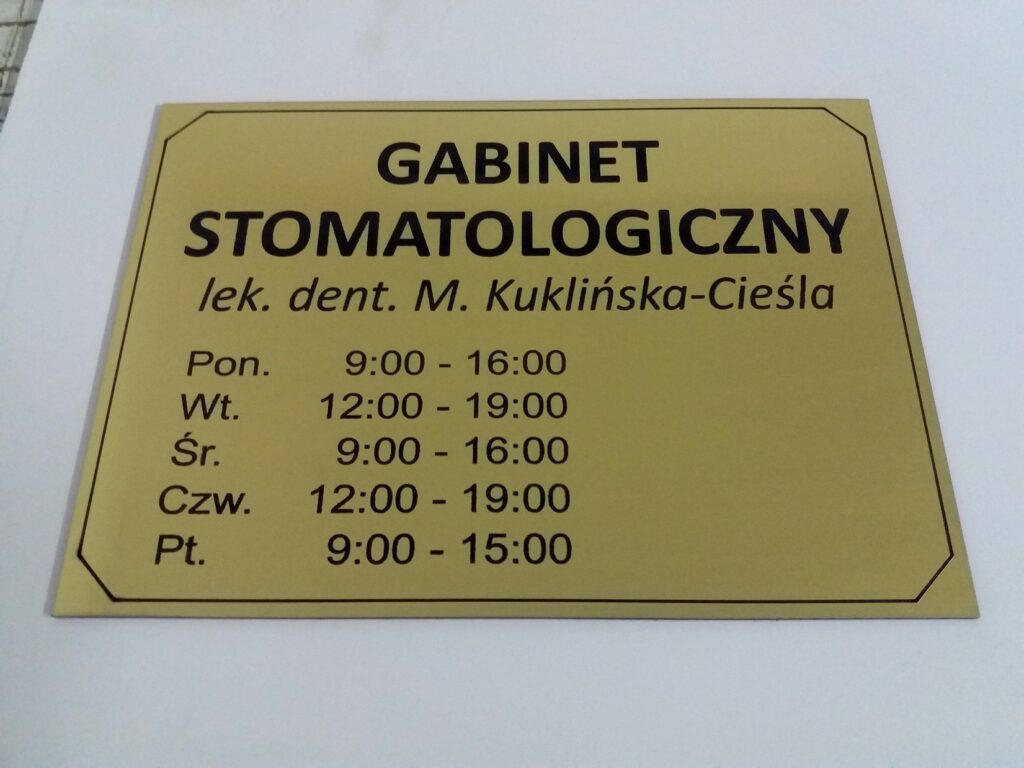 GABINET
STOMATOLOGICZNY
lek. dent. M. Kuklińska-Cieśla
Pon. 9:00 - 16:00
Wt. 12:00 - 19:00
Śr. 9:00 - 16:00
Czw. 12:00 - 19:00
Pt. 9:00 - 15:00